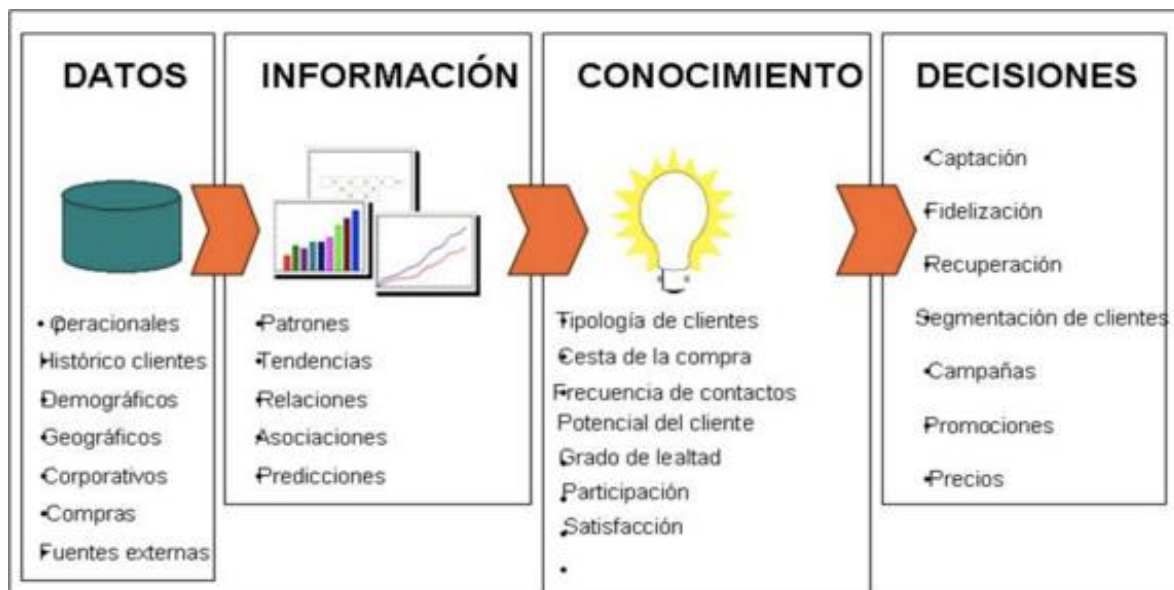 DATOS
• Operacionales
•Histórico clientes
•Demográficos
•Geográficos
•Corporativos
•Compras
•Fuentes externas
INFORMACIÓN
•Patrones
•Tendencias
•Relaciones
•Asociaciones
•Predicciones
CONOCIMIENTO
•Tipología de clientes
•Cesta de la compra
•Frecuencia de contactos
Potencial del cliente
•Grado de lealtad
•Participación
•Satisfacción
•
DECISIONES
•Captación
•Fidelización
•Recuperación
•Segmentación de clientes
•Campañas
•Promociones
•Precios